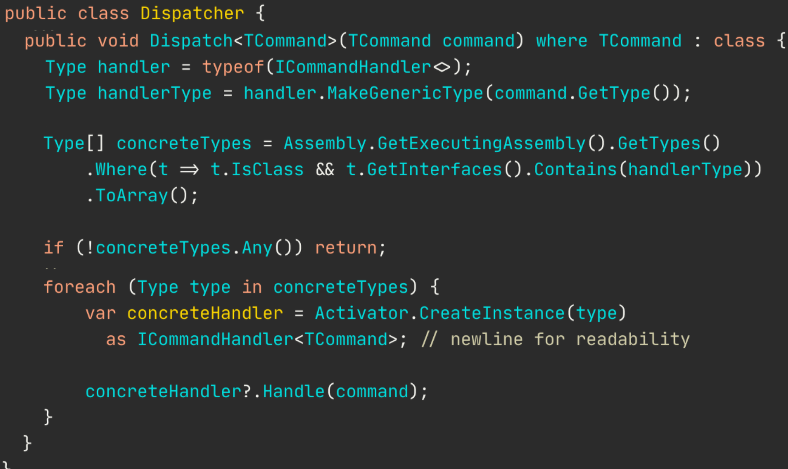 public class Dispatcher {
public void Dispatch<TCommand>(TCommand command) where TCommand : class {
Type handler = typeof(ICommandHandler<>);
Type handlerType = handler.MakeGenericType(command.GetType());
Type[] concreteTypes = Assembly.GetExecutingAssembly().GetTypes()
.Where(t => t.IsClass && t.GetInterfaces().Contains(handlerType))
.ToArray();
if (!concreteTypes.Any()) return;
foreach (Type type in concreteTypes) {
var concreteHandler = Activator.CreateInstance(type)
as ICommandHandler<TCommand>; // newline for readability
concreteHandler?.Handle(command);
}
}
}